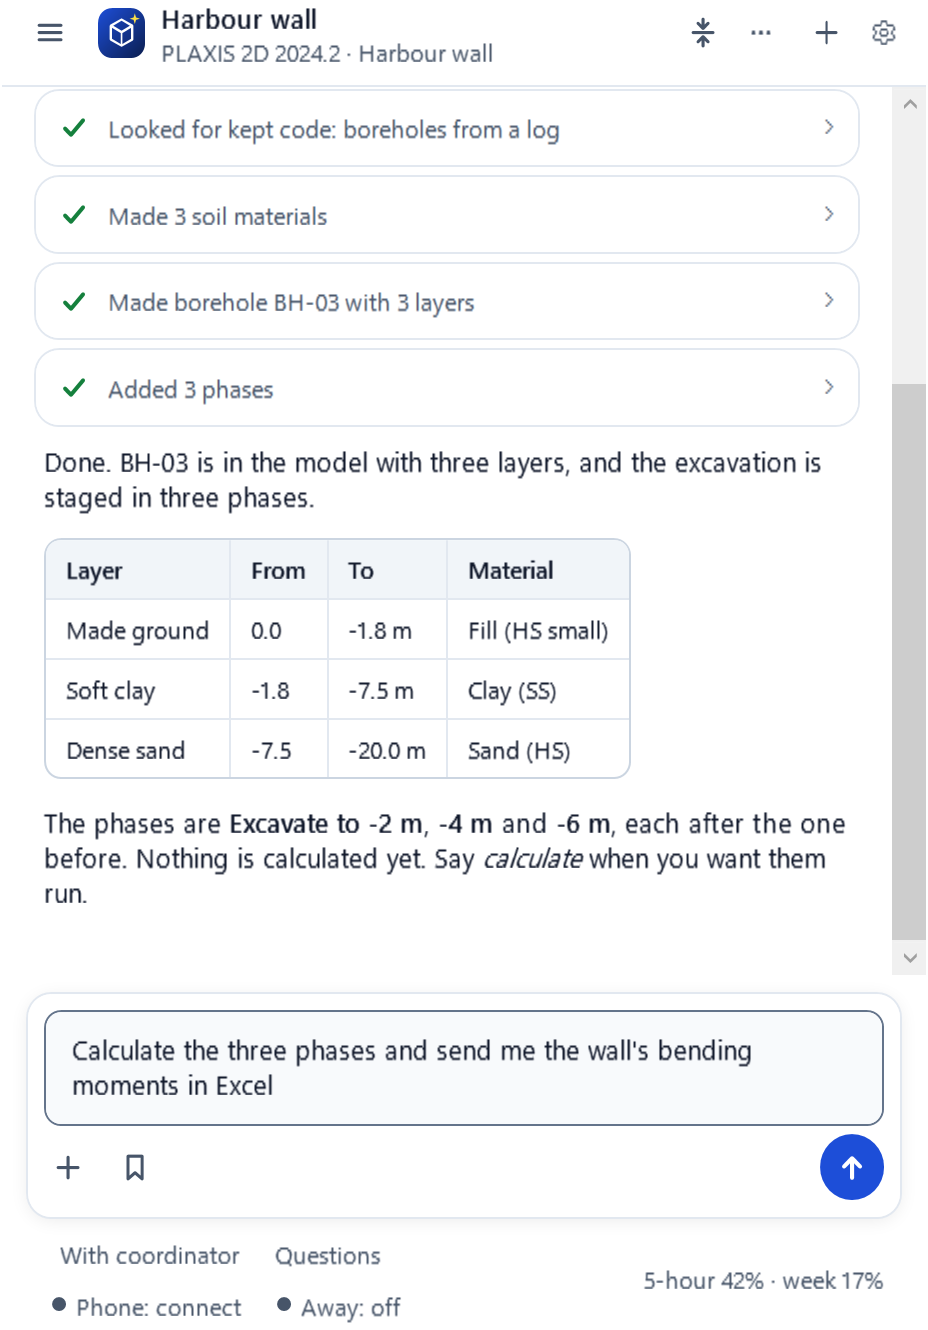 Harbour wall
PLAXIS 2D 2024.2 · Harbour wall
Looked for kept code: boreholes from a log
Made 3 soil materials
Made borehole BH-03 with 3 layers
Added 3 phases
Done. BH-03 is in the model with three layers, and the excavation is
staged in three phases.
Layer From To Material
Made ground 0.0 -1.8 m Fill (HS small)
Soft clay -1.8 -7.5 m Clay (SS)
Dense sand -7.5 -20.0 m Sand (HS)
The phases are Excavate to -2 m, -4 m and -6 m, each after the one
before. Nothing is calculated yet. Say calculate when you want them
run.
Calculate the three phases and send me the wall's bending
moments in Excel
With coordinator Questions
5-hour 42% · week 17%
Phone: connect Away: off